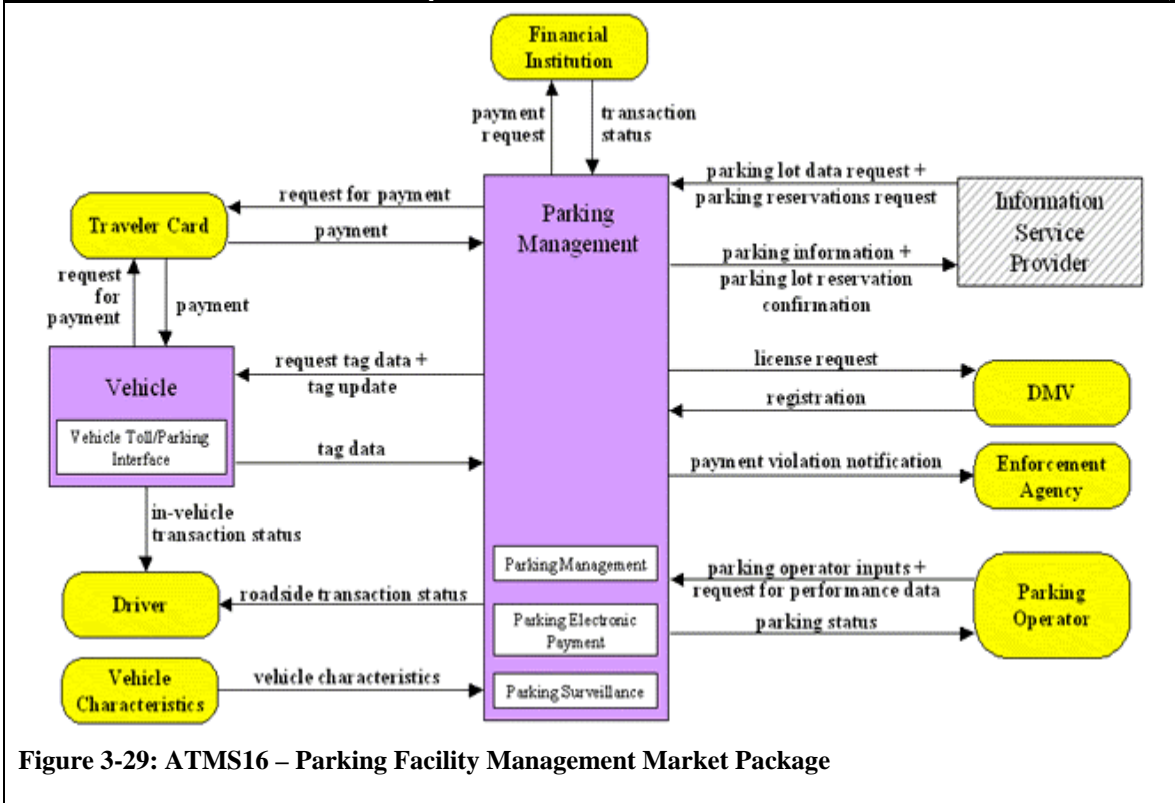 Financial
Institution
payment
request
transaction
status
parking lot data request +
parking reservations request
request for payment
Parking
Management
Information
Service
Provider
Traveler Card
payment
parking information +
parking lot reservation
confirmation
request
for
payment
payment
request tag data +
tag update
license request
Vehicle
DMV
registration
Vehicle Toll/Parking
Interface
tag data
payment violation notification
Enforcement
Agency
in-vehicle
transaction status
Parking Management
parking operator inputs +
request for performance data
Parking
Operator
Driver
roadside transaction status
Parking Electronic
Payment
parking status
Vehicle
Characteristics
vehicle characteristics
Parking Surveillance
Figure 3-29: ATMS16 – Parking Facility Management Market Package